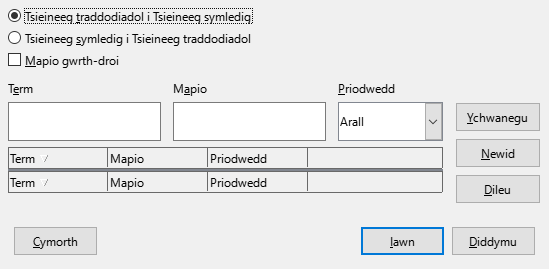 Tsieineeg traddodiadol i Tsieineeg symledig
Tsieineeg symledig i Tsieineeg traddodiadol
Mapio gwrth-droi
Term Mapio Priodwedd
Arall
Ychwanegu
Term Mapio Priodwedd
Newid
Term Mapio Priodwedd
Dileu
Cymorth Iawn Diddymu